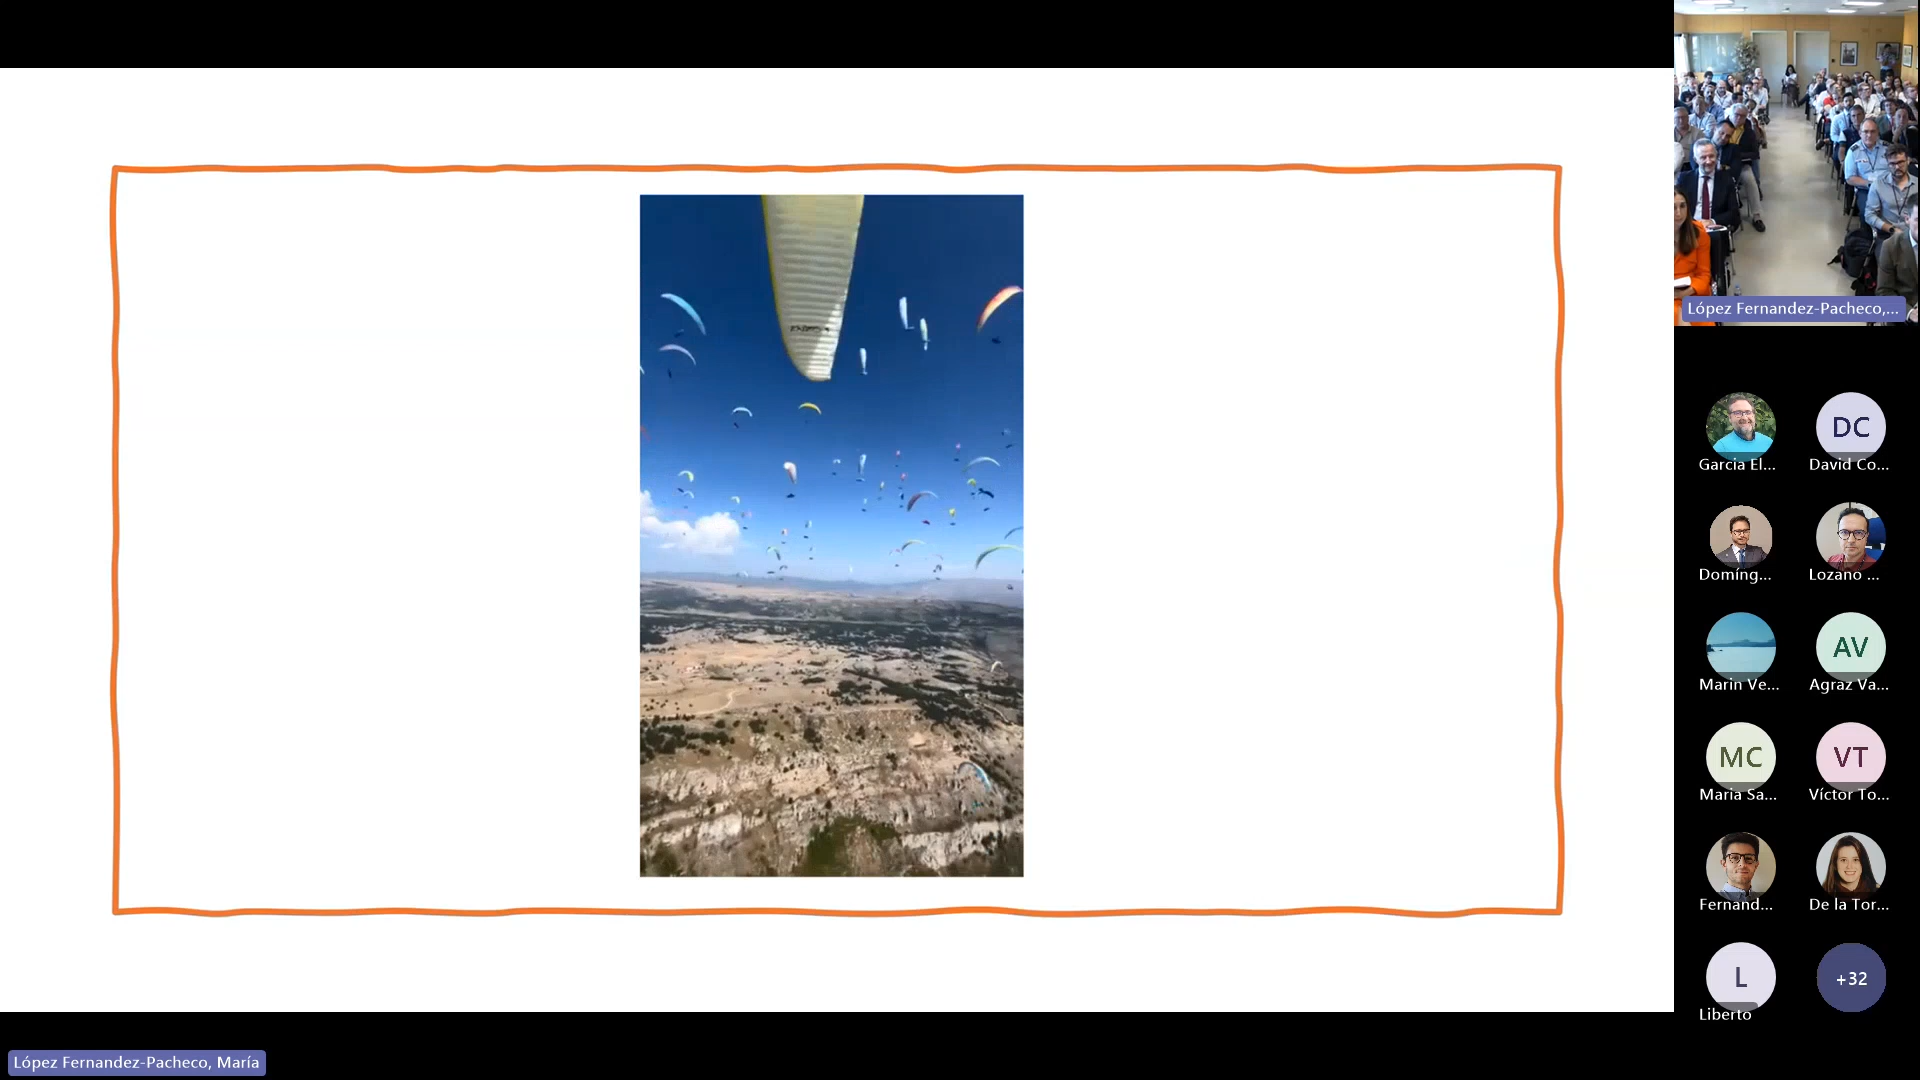 López Fernandez-Pacheco,...
Garcia El...
David Co...
DC
Doming...
Lozano ...
Marin Ve...
AV
Agraz Va...
MC
Maria Sa...
VT
Víctor To...
Fernand...
De la Tor...
L
Liberto
+32
López Fernandez-Pacheco, María